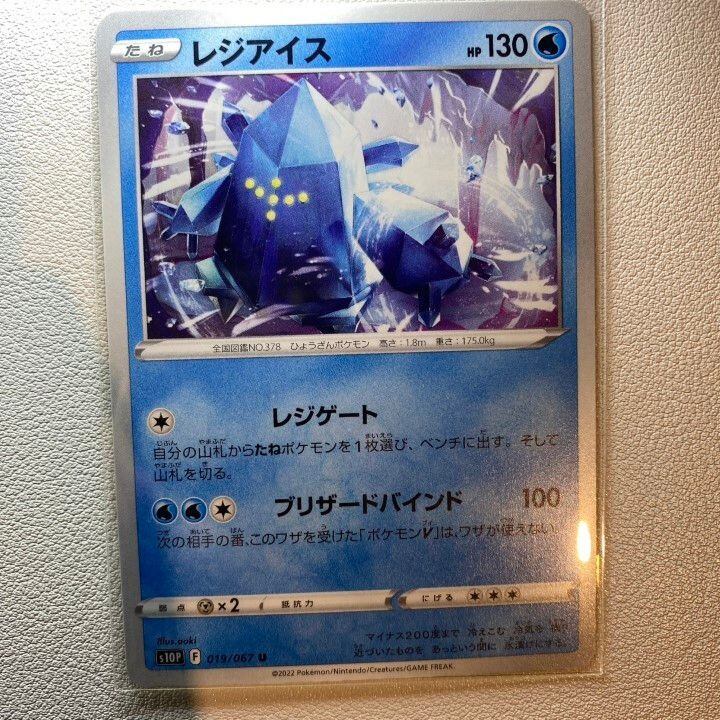 たね レジアイス HP 130
全国図鑑NO.378 ひょうざんポケモン 高さ：1.8m 重さ：175.0kg
レジゲート
自分の山札からたねポケモンを1枚選び、ベンチに出す。そして
山札を切る。
ブリザードバインド 100
次の相手の番、このワザを受けた「ポケモンV」は、ワザが使えない。
弱点 ×2 抵抗力 にげる
illus.aoki
マイナス200度まで 冷えこむ 冷気を
s10P F 019/067 U
近づいたものを あっという間に 氷漬けにする。
©2022 Pokémon/Nintendo/Creatures/GAME FREAK.